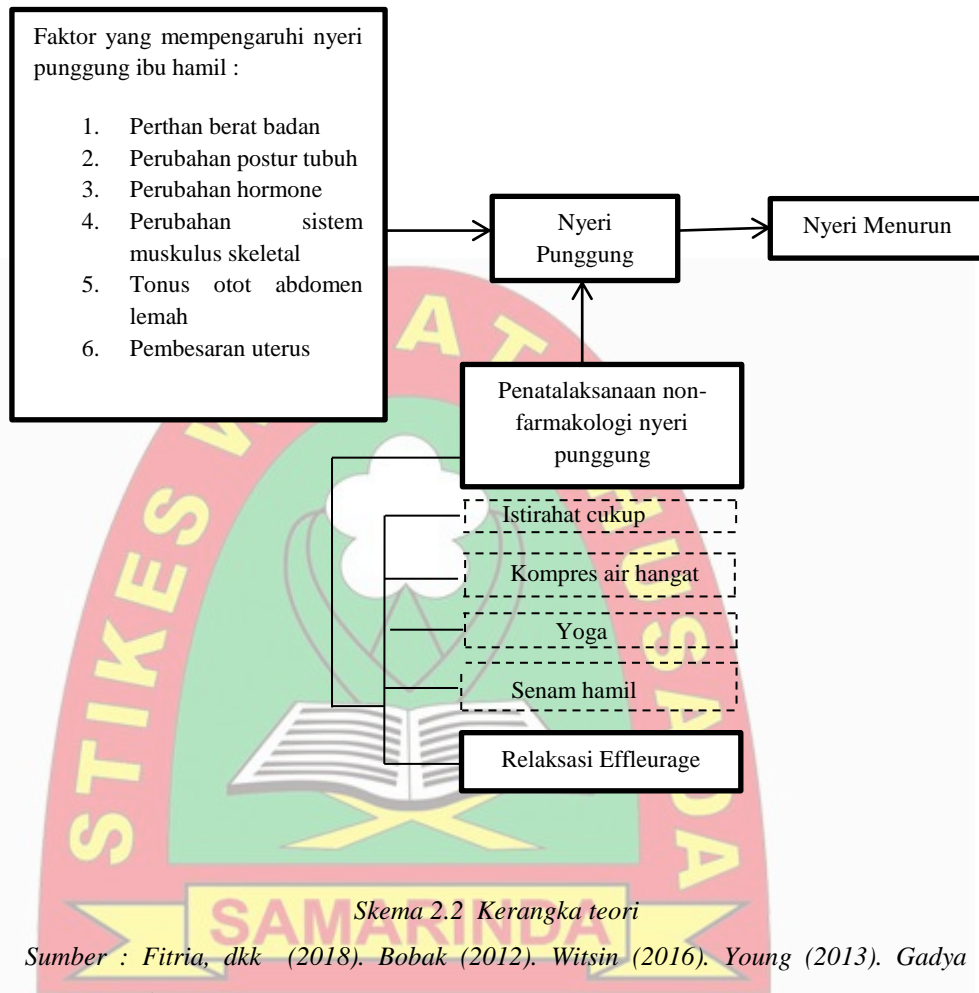 Faktor yang mempengaruhi nyeri
punggung ibu hamil :
1. Perthan berat badan
2. Perubahan postur tubuh
3. Perubahan hormone
4. Perubahan sistem
muskulus skeletal
5. Tonus otot abdomen
lemah
6. Pembesaran uterus
Nyeri
Punggung
Nyeri Menurun
Penatalaksanaan non-
farmakologi nyeri
punggung
Istirahat cukup
Kompres air hangat
Yoga
Senam hamil
Relaksasi Effleurage
STIKES
SAMARINDA
Skema 2.2 Kerangka teori
Sumber : Fitria, dkk (2018). Bobak (2012). Witsin (2016). Young (2013). Gadya